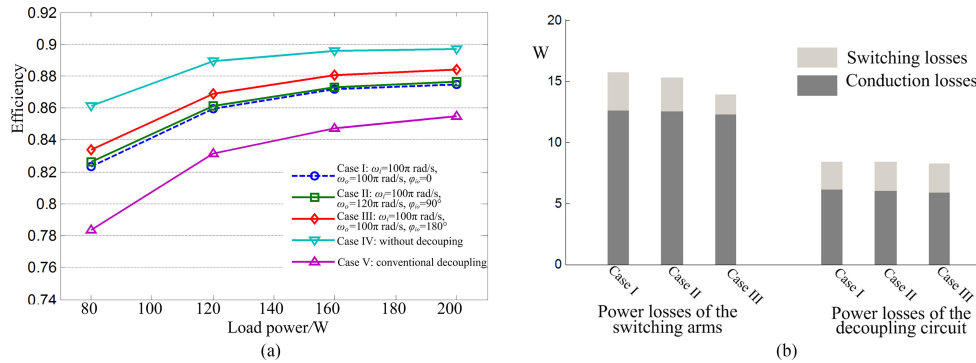 0.92
0.9
0.88
0.86
0.84
0.82
0.8
0.78
0.76
0.74
Efficiency
Case I: ωi=100π rad/s,
ωo=100π rad/s, φio=0
Case II: ωi=100π rad/s,
ωo=120π rad/s, φio=90°
Case III: ωi=100π rad/s,
ωo=100π rad/s, φio=180°
Case IV: without decouping
Case V: conventional decoupling
80 100 120 140 160 180 200
Load power/W
(a)
20
W
15
10
5
0
Switching losses
Conduction losses
Case I
Case II
Case III
Case I
Case II
Case III
Power losses of the
switching arms
Power losses of the
decoupling circuit
(b)